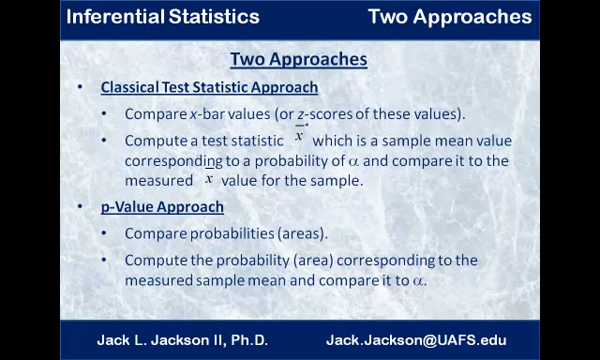 Inferential Statistics Two Approaches
Two Approaches
• Classical Test Statistic Approach
• Compare x-bar values (or z-scores of these values).
• Compute a test statistic x̄* which is a sample mean value
corresponding to a probability of α and compare it to the
measured x̄ value for the sample.
• p-Value Approach
• Compare probabilities (areas).
• Compute the probability (area) corresponding to the
measured sample mean and compare it to α.
Jack L. Jackson II, Ph.D. Jack.Jackson@UAFS.edu